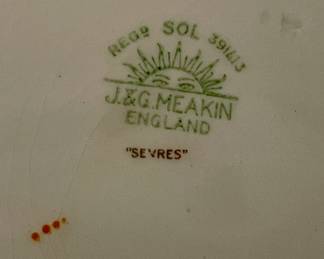 REGD SOL 391413
J.&G. MEAKIN
ENGLAND
"SEVRES"